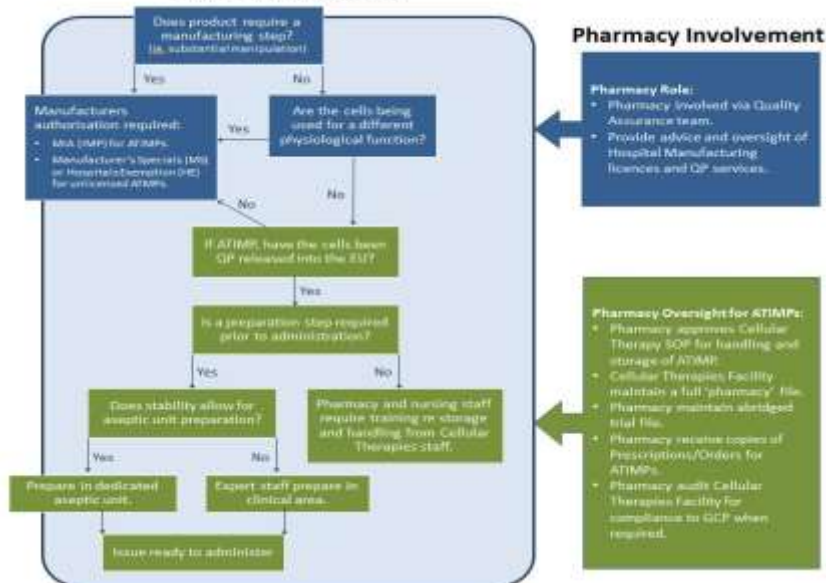 Does product require a
manufacturing step?
(ie. substantial manipulation)
Yes
No
Manufacturers
authorisation required:
• MIA (IMP) for ATIMPs.
• Manufacturer's Specials (MS)
or Hospitals Exemption (HE)
for unlicensed ATIMPs.
Yes
Are the cells being
used for a different
physiological function?
No
No
If ATIMP, have the cells been
QP released into the EU?
Yes
Is a preparation step required
prior to administration?
Yes
No
Does stability allow for
aseptic unit preparation?
Pharmacy and nursing staff
require training re storage
and handling from Cellular
Therapies staff.
Yes
No
Prepare in dedicated
aseptic unit.
Expert staff prepare in
clinical area.
Issue ready to administer
Pharmacy Involvement
Pharmacy Role:
• Pharmacy involved via Quality
Assurance team.
• Provide advice and oversight of
Hospital Manufacturing
licences and QP services.
Pharmacy Oversight for ATIMPs:
• Pharmacy approves Cellular
Therapy SOP for handling and
storage of ATIMP.
• Cellular Therapies Facility
maintain a full 'pharmacy' file.
• Pharmacy maintain abridged
trial file.
• Pharmacy receive copies of
Prescriptions/Orders for
ATIMPs.
• Pharmacy audit Cellular
Therapies Facility for
compliance to GCP when
required.